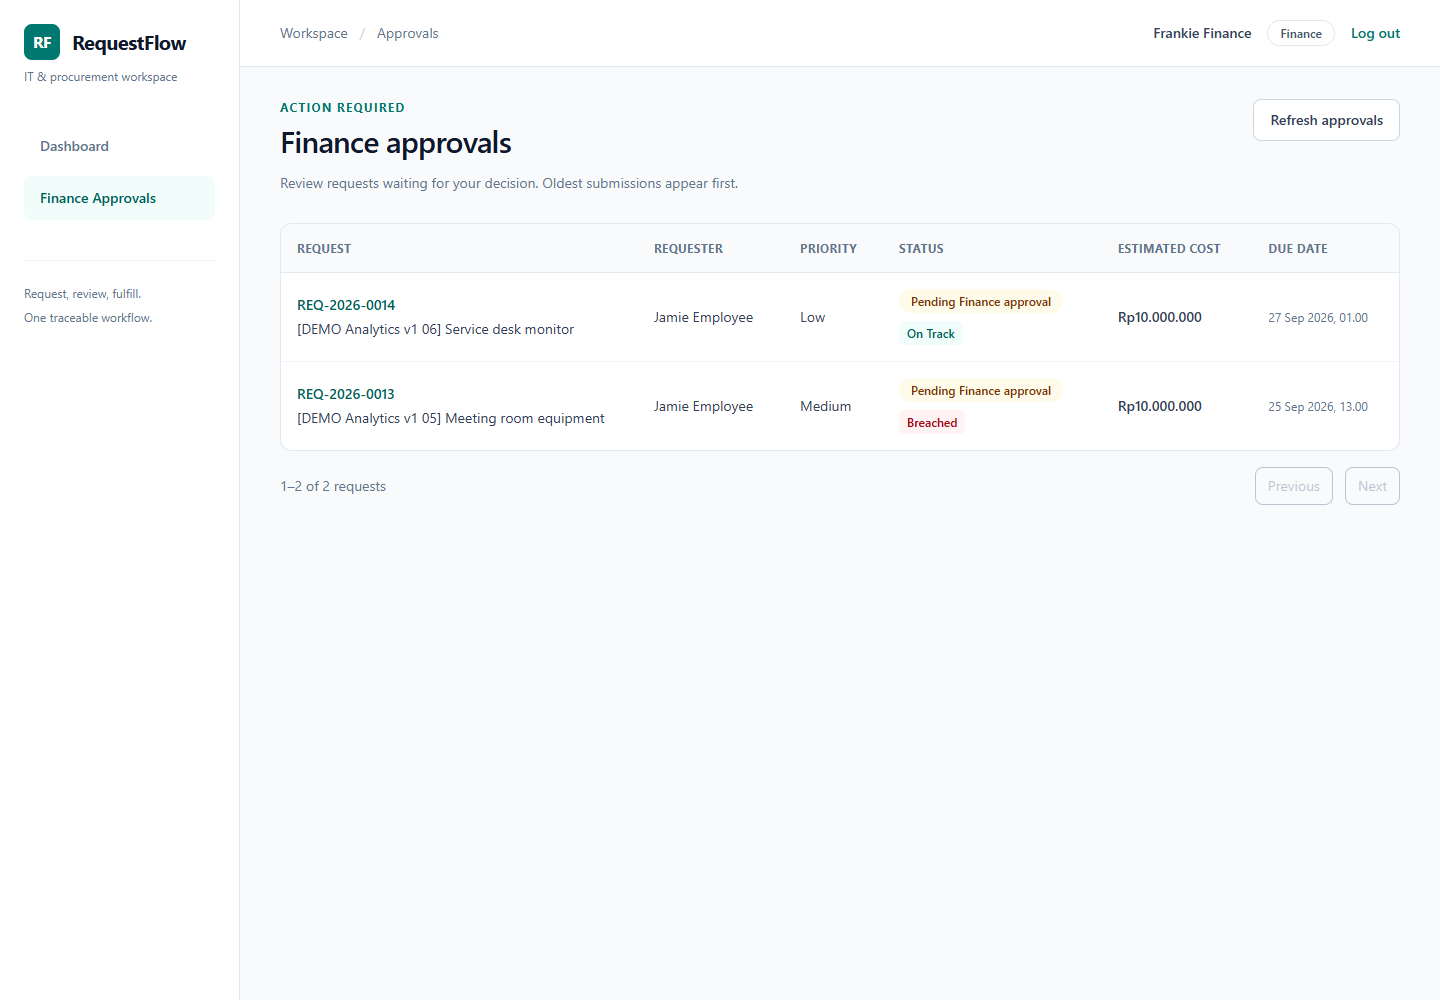 RF RequestFlow
IT & procurement workspace
Dashboard
Finance Approvals
Request, review, fulfill.
One traceable workflow.
Workspace / Approvals
Frankie Finance Finance Log out
ACTION REQUIRED
Finance approvals
Review requests waiting for your decision. Oldest submissions appear first.
Refresh approvals
REQUEST REQUESTER PRIORITY STATUS ESTIMATED COST DUE DATE
REQ-2026-0014
[DEMO Analytics v1 06] Service desk monitor
Jamie Employee
Low
Pending Finance approval
On Track
Rp10.000.000
27 Sep 2026, 01.00
REQ-2026-0013
[DEMO Analytics v1 05] Meeting room equipment
Jamie Employee
Medium
Pending Finance approval
Breached
Rp10.000.000
25 Sep 2026, 13.00
1–2 of 2 requests
Previous Next